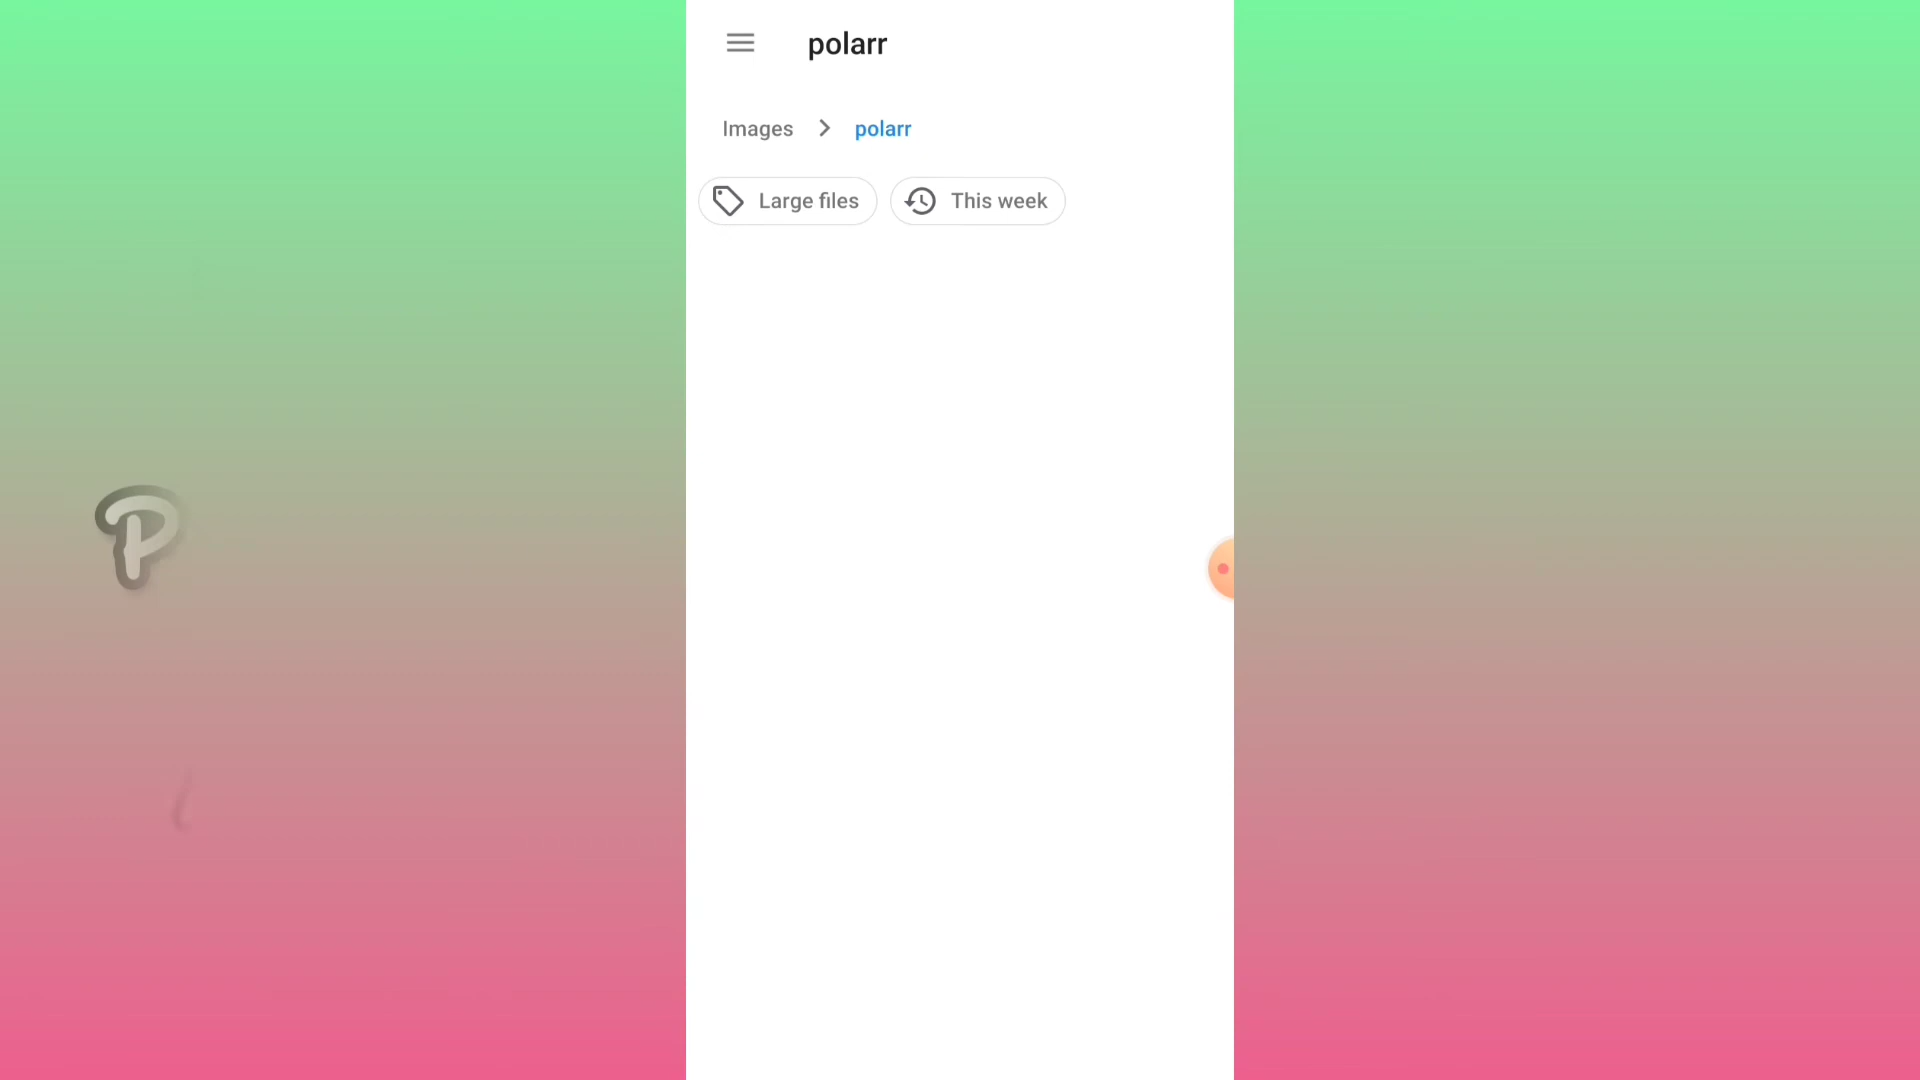 polarr
Images > polarr
Large files
This week
P